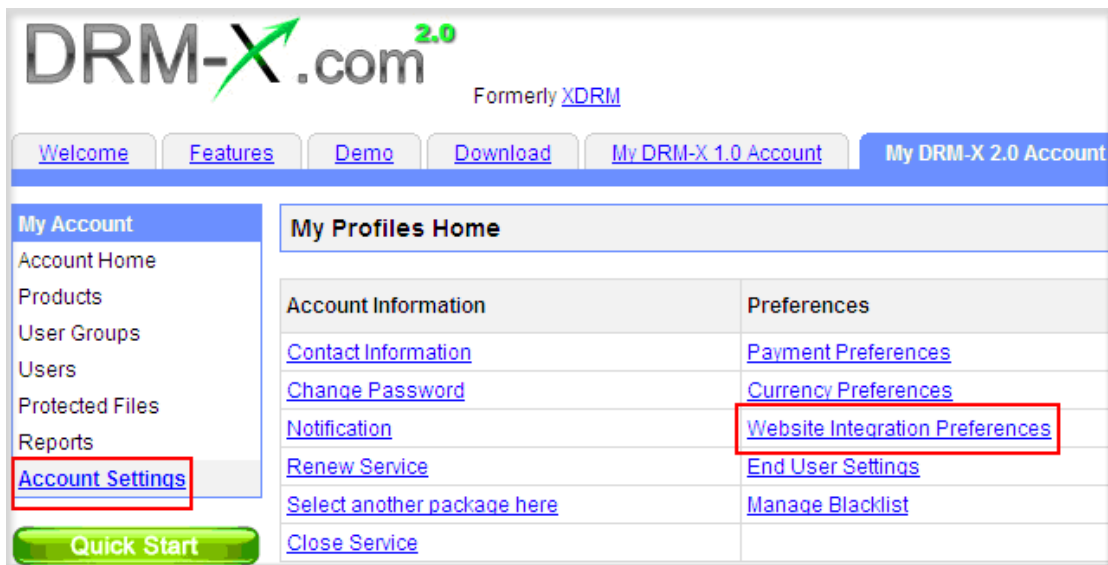 DRM-X.com 2.0
Formerly XDRM
Welcome Features Demo Download My DRM-X 1.0 Account My DRM-X 2.0 Account
My Account
Account Home
Products
User Groups
Users
Protected Files
Reports
Account Settings
Quick Start
My Profiles Home
Account Information Preferences
Contact Information Payment Preferences
Change Password Currency Preferences
Notification Website Integration Preferences
Renew Service End User Settings
Select another package here Manage Blacklist
Close Service